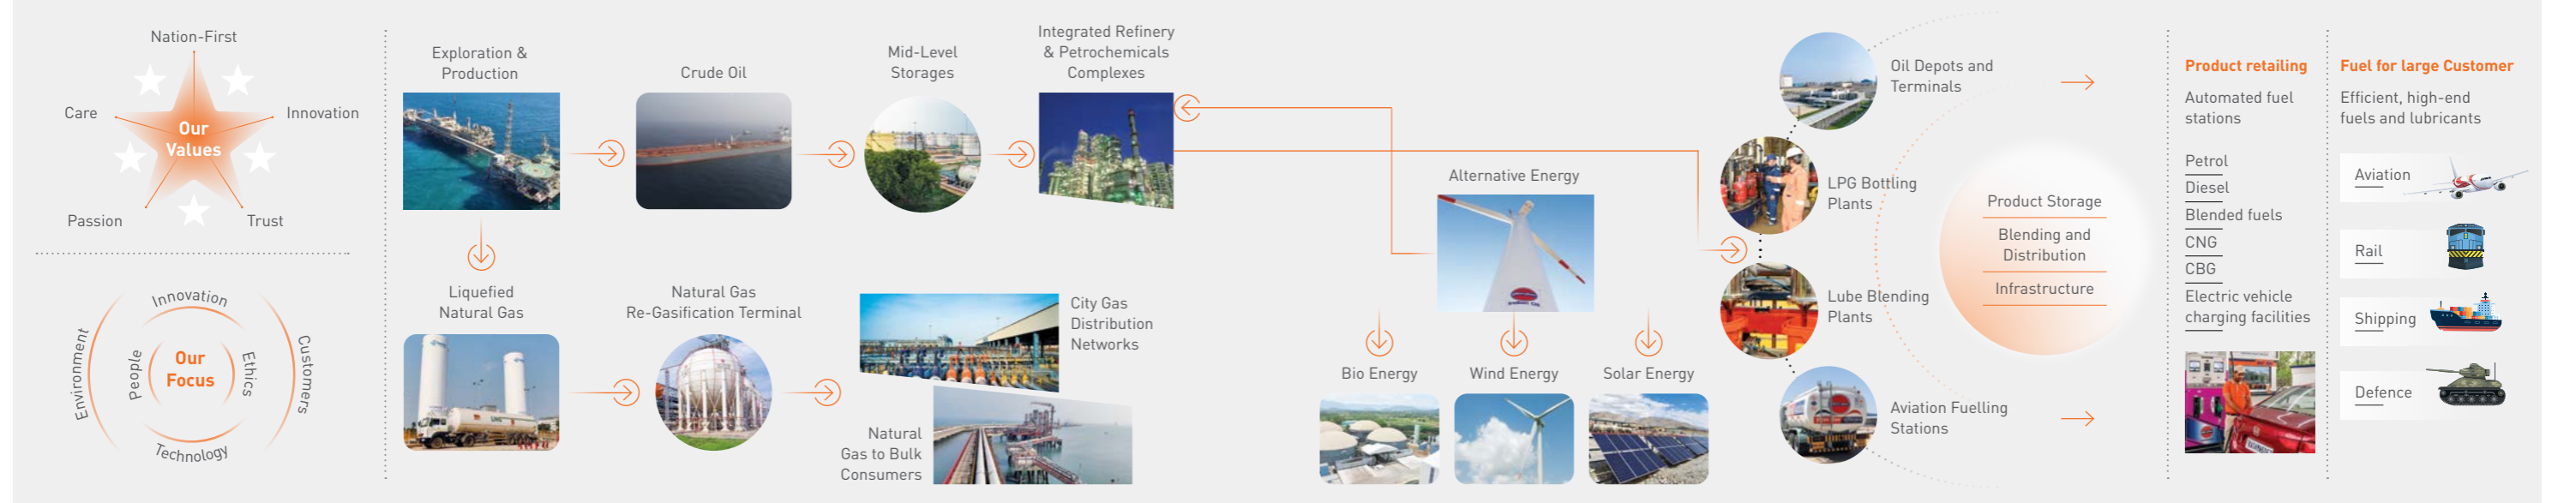 Nation-First
Care
Innovation
Our
Values
Passion
Trust
Innovation
Environment
People
Our
Focus
Ethics
Customers
Technology
Exploration &
Production
Crude Oil
Mid-Level
Storages
Integrated Refinery
& Petrochemicals
Complexes
Liquefied
Natural Gas
Natural Gas
Re-Gasification Terminal
City Gas
Distribution
Networks
Natural
Gas to Bulk
Consumers
Alternative Energy
Bio Energy
Wind Energy
Solar Energy
Oil Depots and
Terminals
LPG Bottling
Plants
Lube Blending
Plants
Aviation Fuelling
Stations
Product Storage
Blending and
Distribution
Infrastructure
Product retailing
Automated fuel
stations
Petrol
Diesel
Blended fuels
CNG
CBG
Electric vehicle
charging facilities
Fuel for large Customer
Efficient, high-end
fuels and lubricants
Aviation
Rail
Shipping
Defence